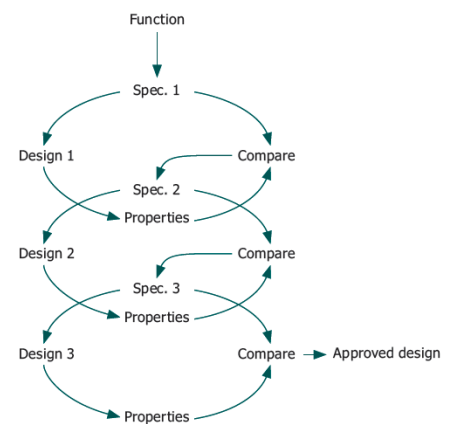 Function
Spec. 1
Design 1
Compare
Spec. 2
Properties
Design 2
Compare
Spec. 3
Properties
Design 3
Compare
Approved design
Properties